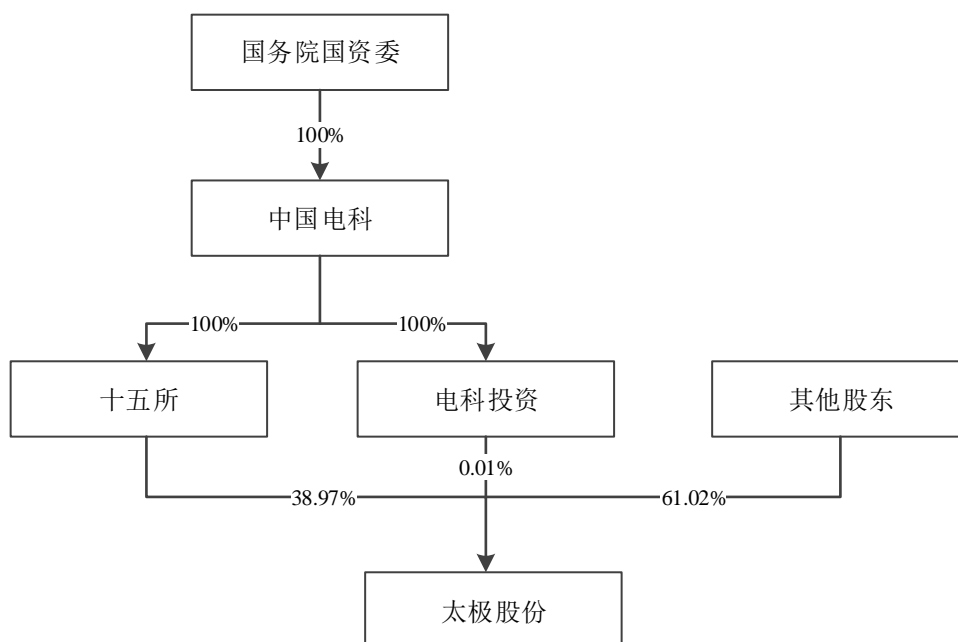 国务院国资委
100%
中国电科
100%
100%
十五所
电科投资
其他股东
0.01%
38.97%
61.02%
太极股份